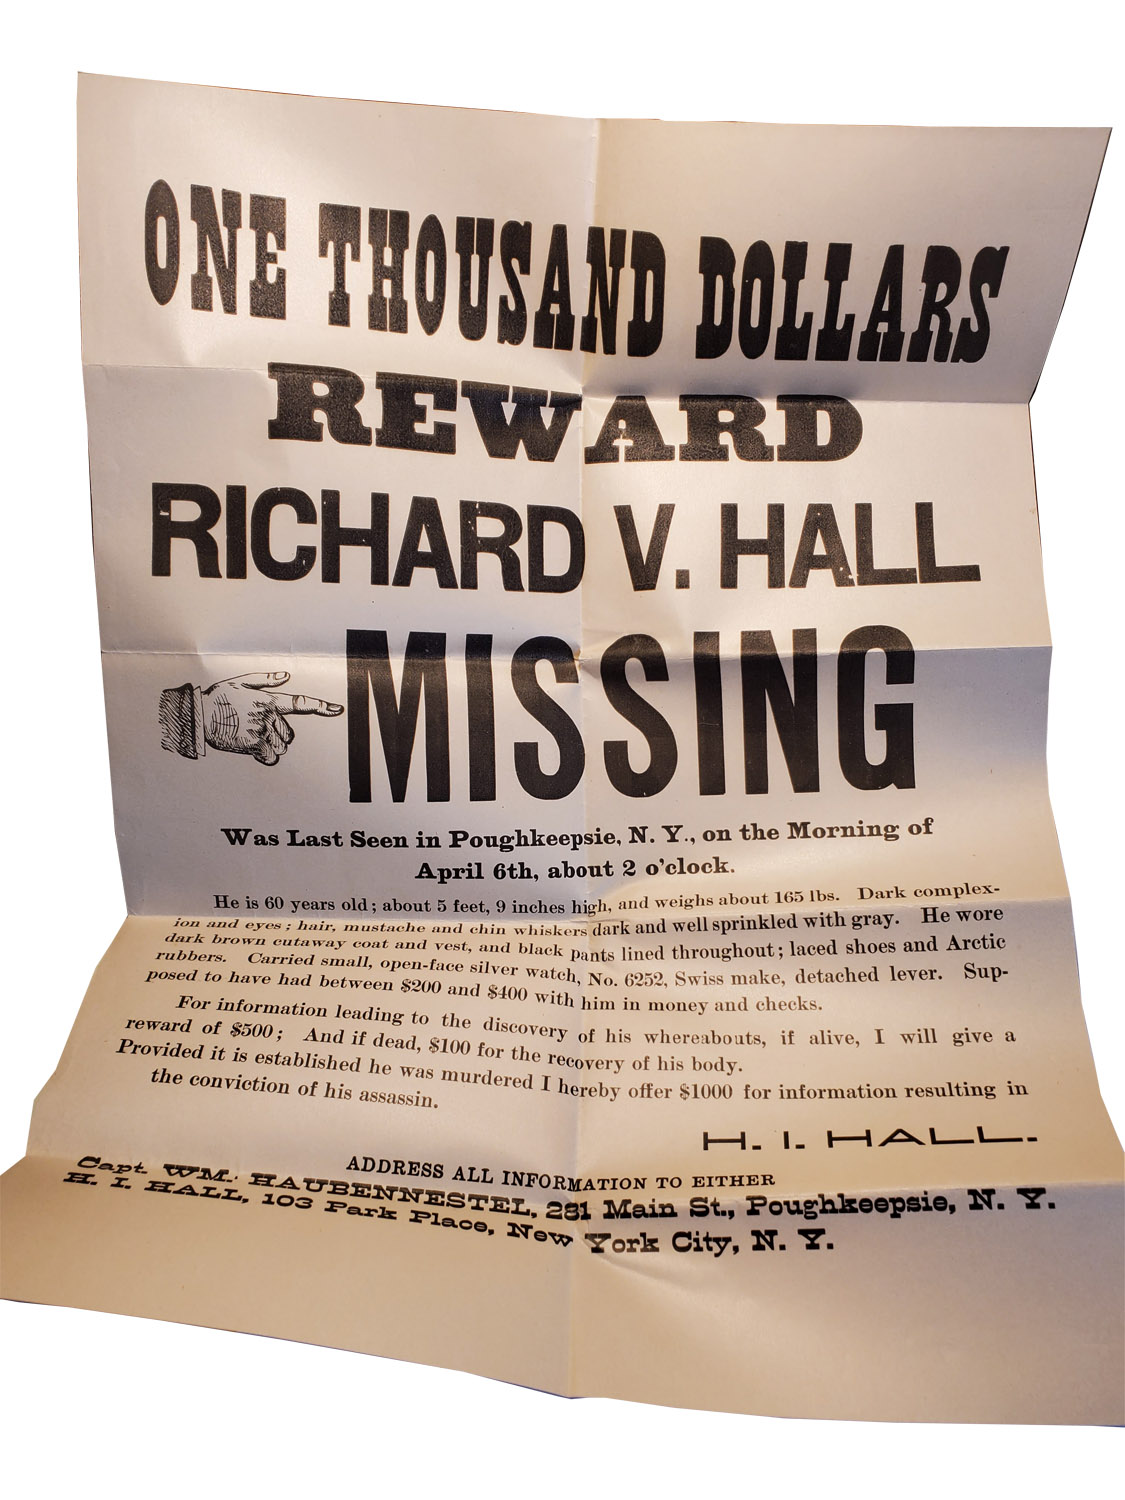 ONE THOUSAND DOLLARS
REWARD
RICHARD V. HALL
MISSING
Was Last Seen in Poughkeepsie, N. Y., on the Morning of
April 6th, about 2 o'clock.
He is 60 years old; about 5 feet, 9 inches high, and weighs about 165 lbs. Dark complex-
ion and eyes; hair, mustache and chin whiskers dark and well sprinkled with gray. He wore
dark brown cutaway coat and vest, and black pants lined throughout; laced shoes and Arctic
rubbers. Carried small, open-face silver watch, No. 6252, Swiss make, detached lever. Sup-
posed to have had between $200 and $400 with him in money and checks.
For information leading to the discovery of his whereabouts, if alive, I will give a
reward of $500; And if dead, $100 for the recovery of his body.
Provided it is established he was murdered I hereby offer $1000 for information resulting in
the conviction of his assassin.
H. I. HALL.
ADDRESS ALL INFORMATION TO EITHER
Capt. WM. HAUBENNESTEL, 281 Main St., Poughkeepsie, N. Y.
H. I. HALL, 103 Park Place, New York City, N. Y.